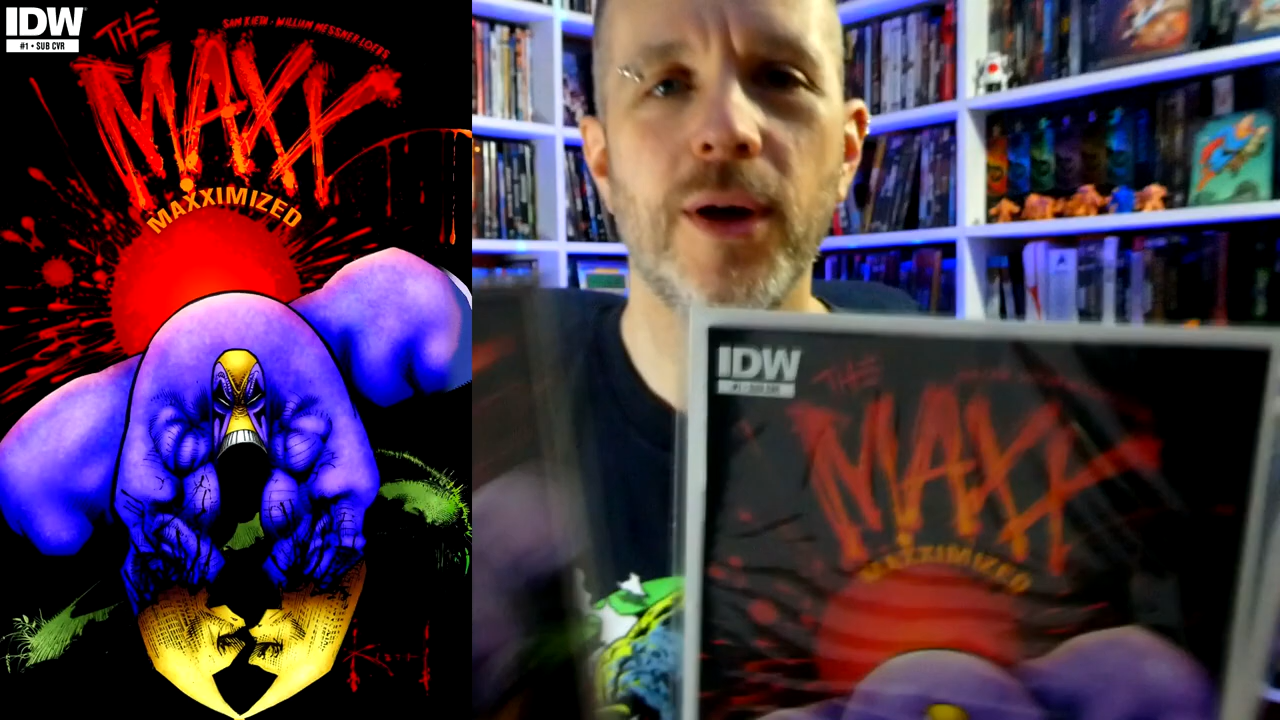 IDW
#1 • SUB CVR
SAM KIETH • WILLIAM MESSNER LOEBS
THE
MAXX
MAXXIMIZED
Kieth
IDW
#1 • SUB CVR
THE
MAXX
MAXXIMIZED